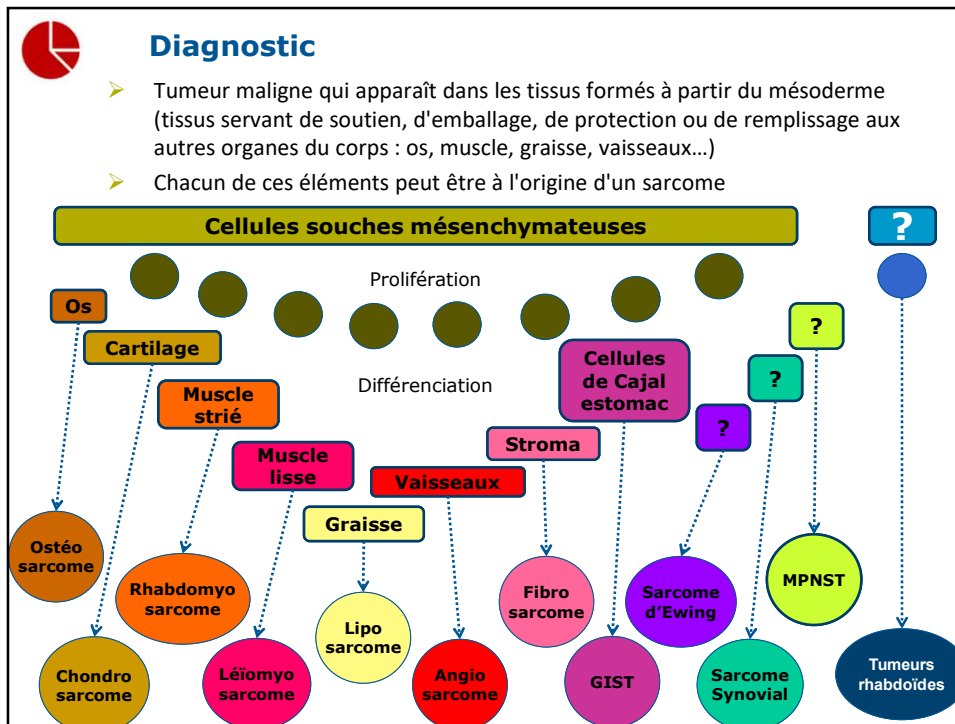 Diagnostic
Tumeur maligne qui apparaît dans les tissus formés à partir du mésoderme
(tissus servant de soutien, d'emballage, de protection ou de remplissage aux
autres organes du corps : os, muscle, graisse, vaisseaux...)
Chacun de ces éléments peut être à l'origine d'un sarcome
Cellules souches mésenchymateuses
?
Prolifération
Os
?
Cartilage
Cellules
de Cajal
estomac
Différenciation
?
Muscle
strié
?
Stroma
Muscle
lisse
Vaisseaux
Graisse
Ostéo
sarcome
Rhabdomyo
sarcome
Fibro
sarcome
Sarcome
d'Ewing
MPNST
Lipo
sarcome
Chondro
sarcome
Léïomyo
sarcome
Angio
sarcome
GIST
Sarcome
Synovial
Tumeurs
rhabdoïdes